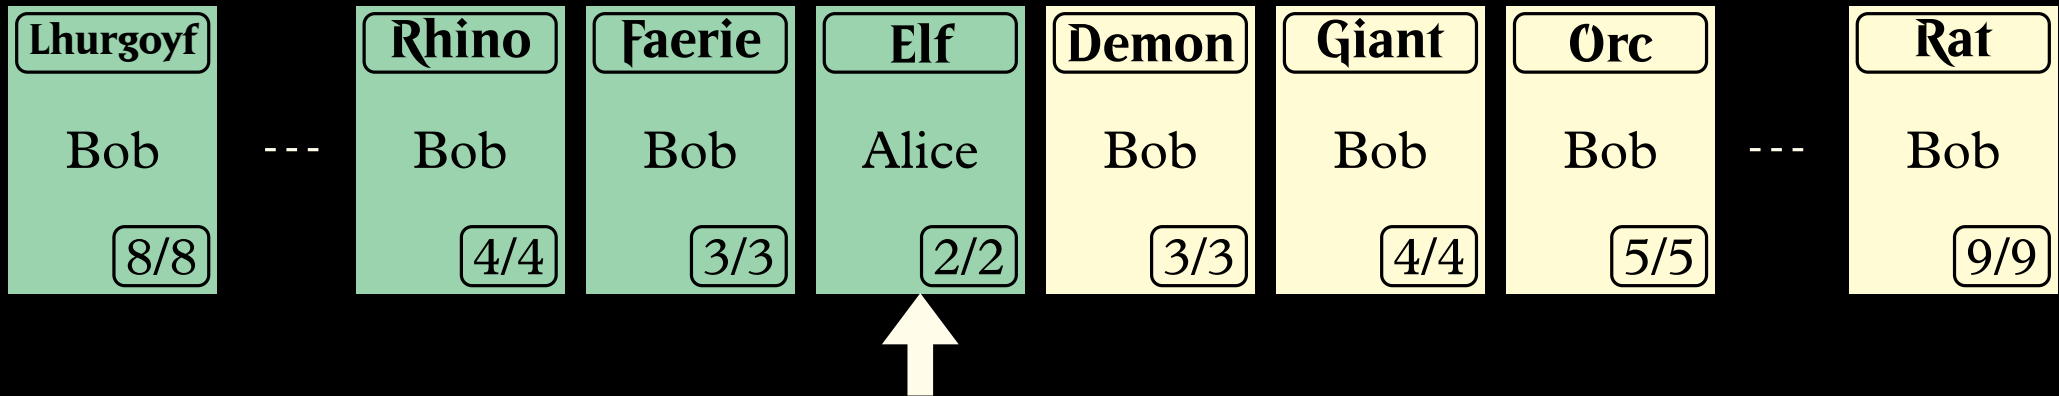 Lhurgoyf
Bob
8/8
- - -
Rhino
Bob
4/4
Faerie
Bob
3/3
Elf
Alice
2/2
Demon
Bob
3/3
Giant
Bob
4/4
Orc
Bob
5/5
- - -
Rat
Bob
9/9